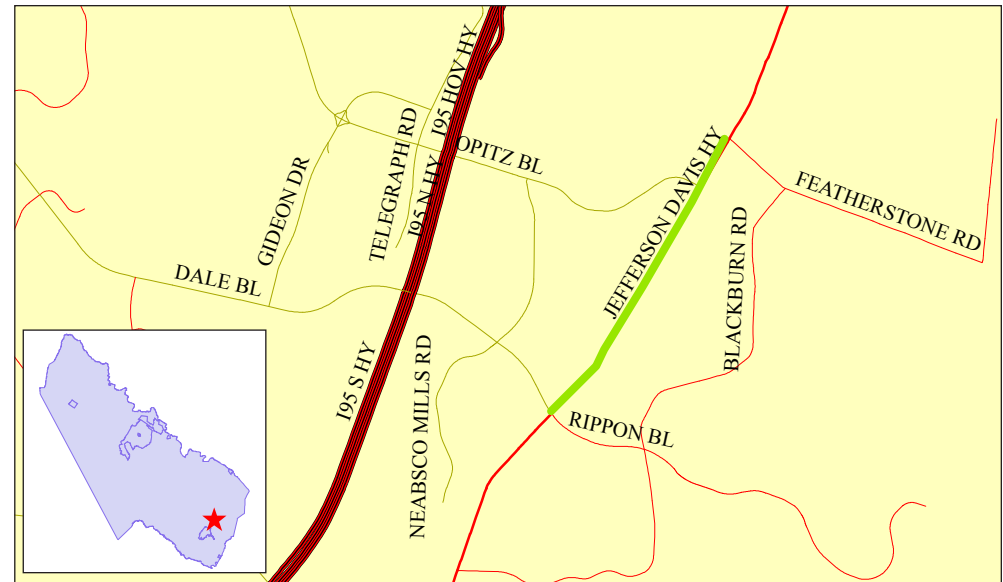 I95 HOV HY
TELEGRAPH RD
OPITZ BL
JEFFERSON DAVIS HY
FEATHERSTONE RD
GIDEON DR
I95 N HY
BLACKBURN RD
DALE BL
I95 S HY
NEABSCO MILLS RD
RIPPON BL